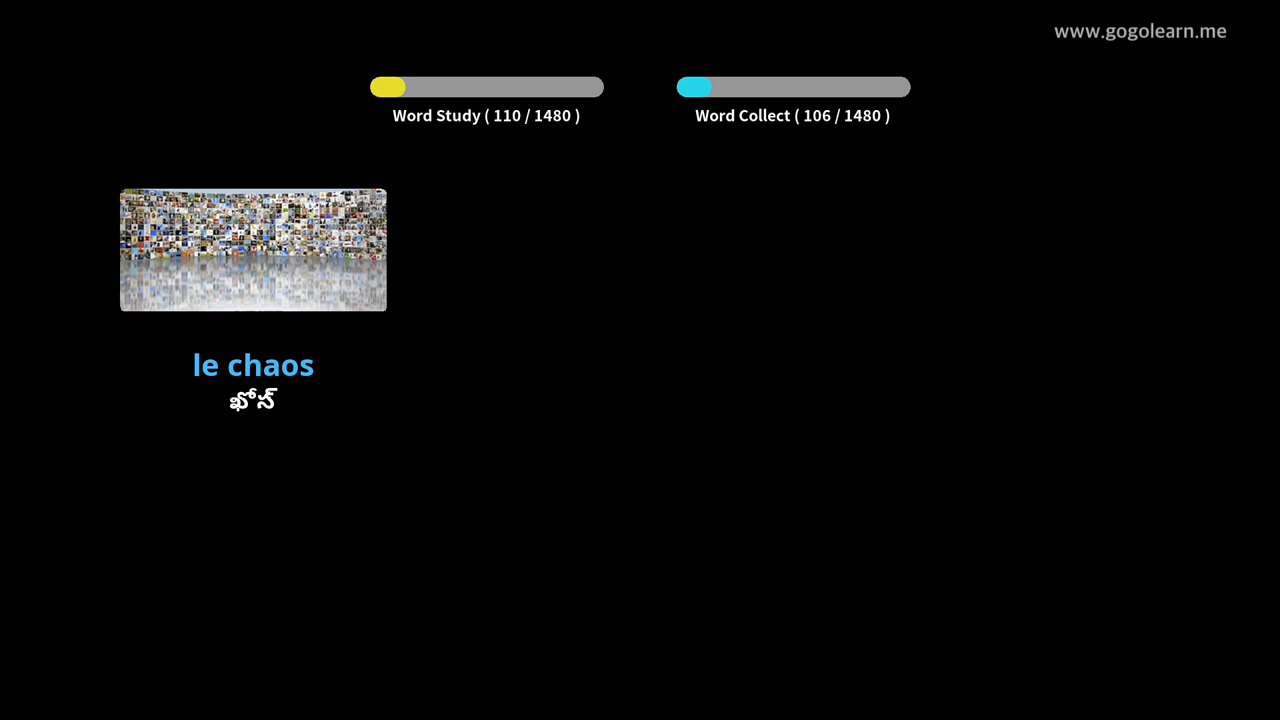 www.gogolearn.me
Word Study ( 110 / 1480 )
Word Collect ( 106 / 1480 )
le chaos
ఖోస్